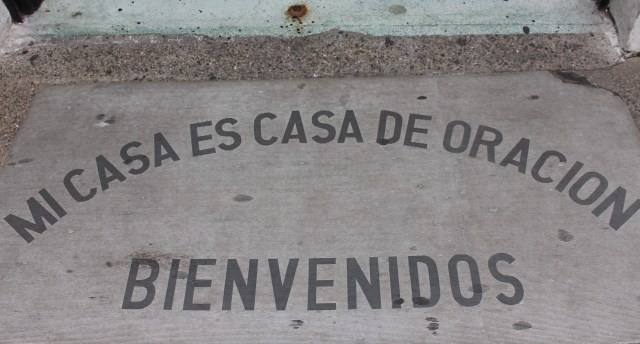 MI CASA ES CASA DE ORACION
BIENVENIDOS